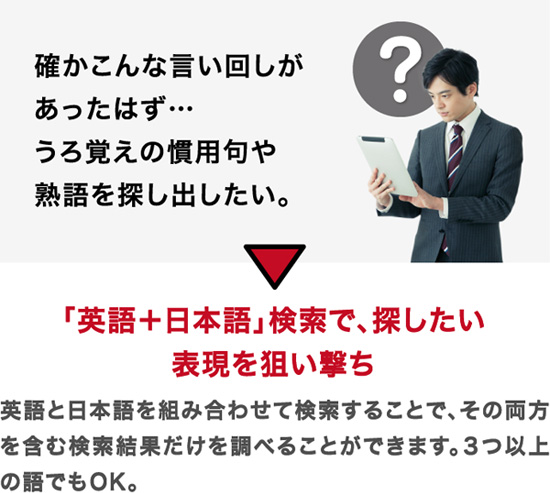 ?
確かこんな言い回しが
あったはず…
うろ覚えの慣用句や
熟語を探し出したい。
「英語＋日本語」検索で、探したい
表現を狙い撃ち
英語と日本語を組み合わせて検索することで、その両方
を含む検索結果だけを調べることができます。3つ以上
の語でもOK。